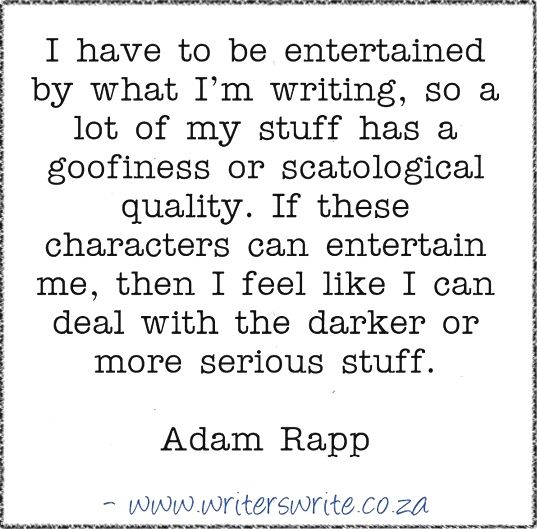 I have to be entertained
by what I'm writing, so a
lot of my stuff has a
goofiness or scatological
quality. If these
characters can entertain
me, then I feel like I can
deal with the darker or
more serious stuff.
Adam Rapp
- www.writerswrite.co.za